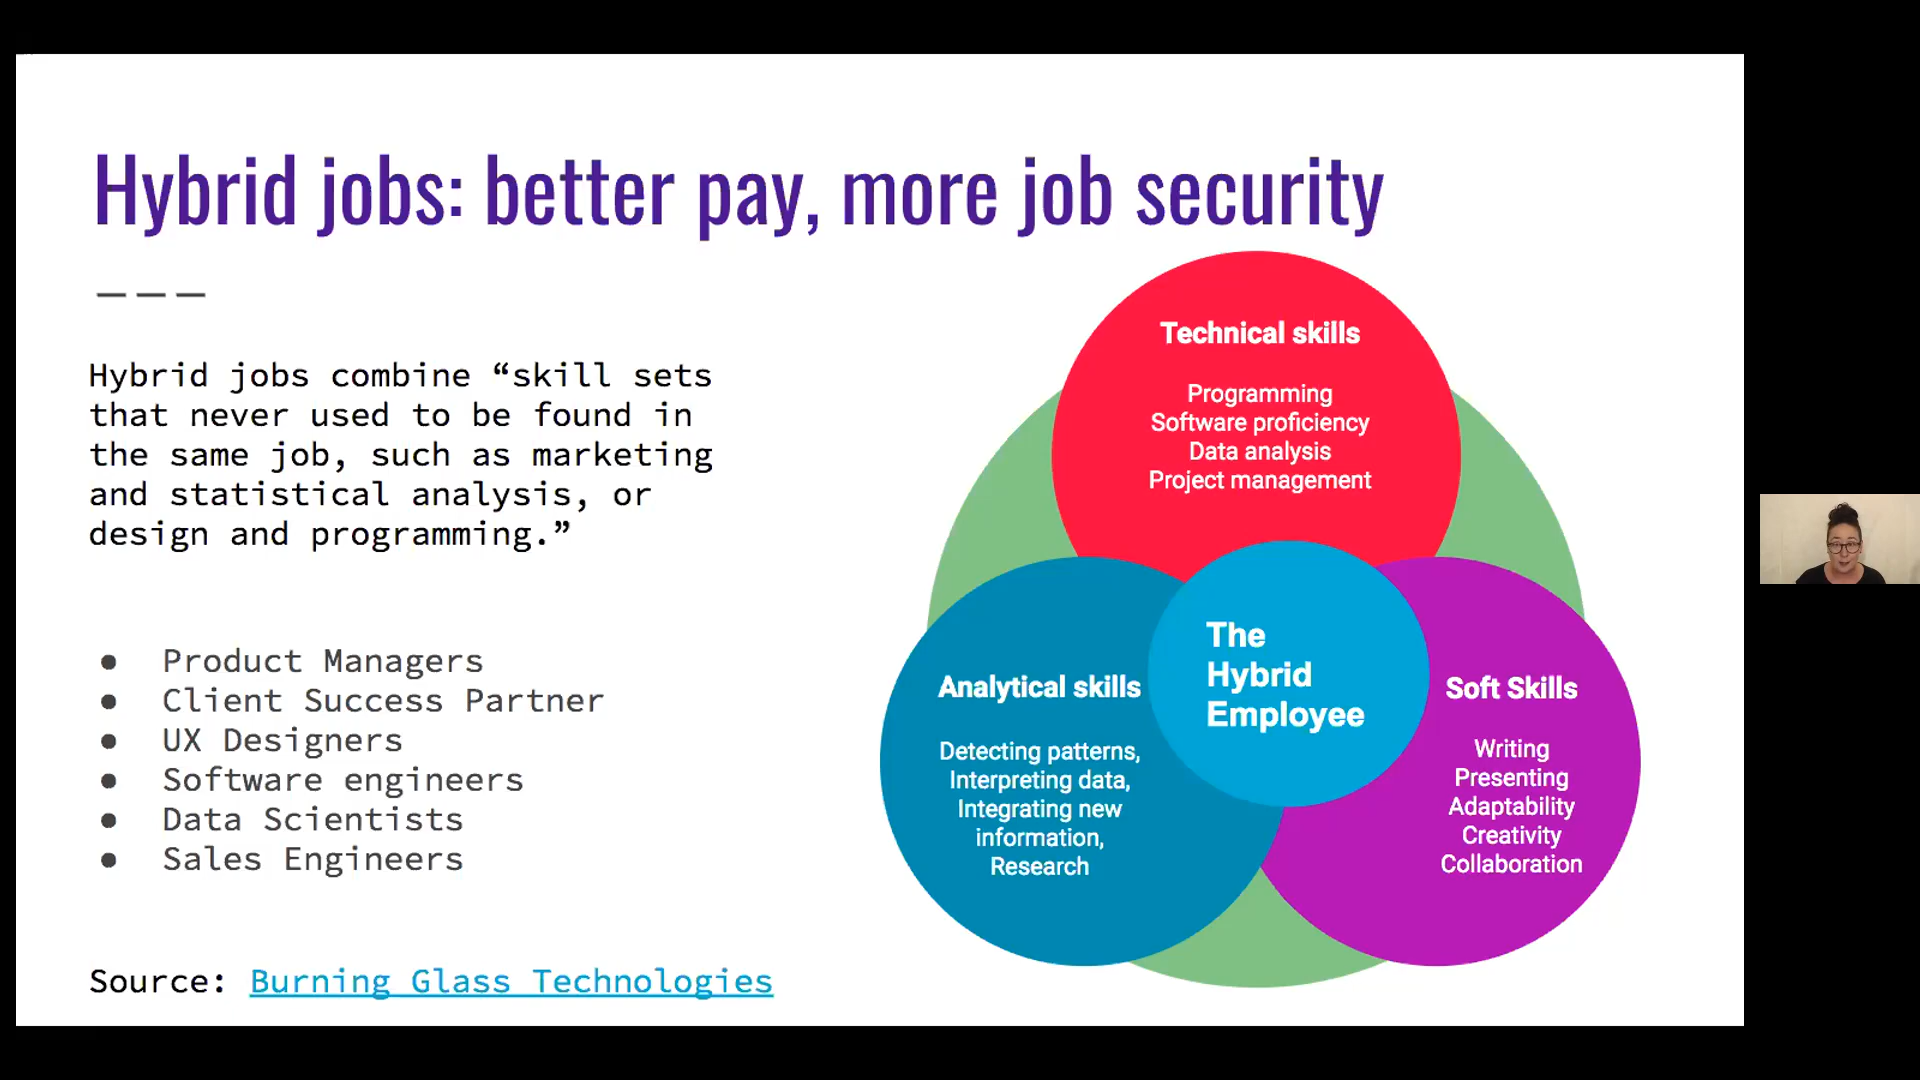 Hybrid jobs: better pay, more job security
Hybrid jobs combine “skill sets
that never used to be found in
the same job, such as marketing
and statistical analysis, or
design and programming.”
● Product Managers
● Client Success Partner
● UX Designers
● Software engineers
● Data Scientists
● Sales Engineers
Source: Burning Glass Technologies
Technical skills
Programming
Software proficiency
Data analysis
Project management
Analytical skills
Detecting patterns,
Interpreting data,
Integrating new
information,
Research
The
Hybrid
Employee
Soft Skills
Writing
Presenting
Adaptability
Creativity
Collaboration